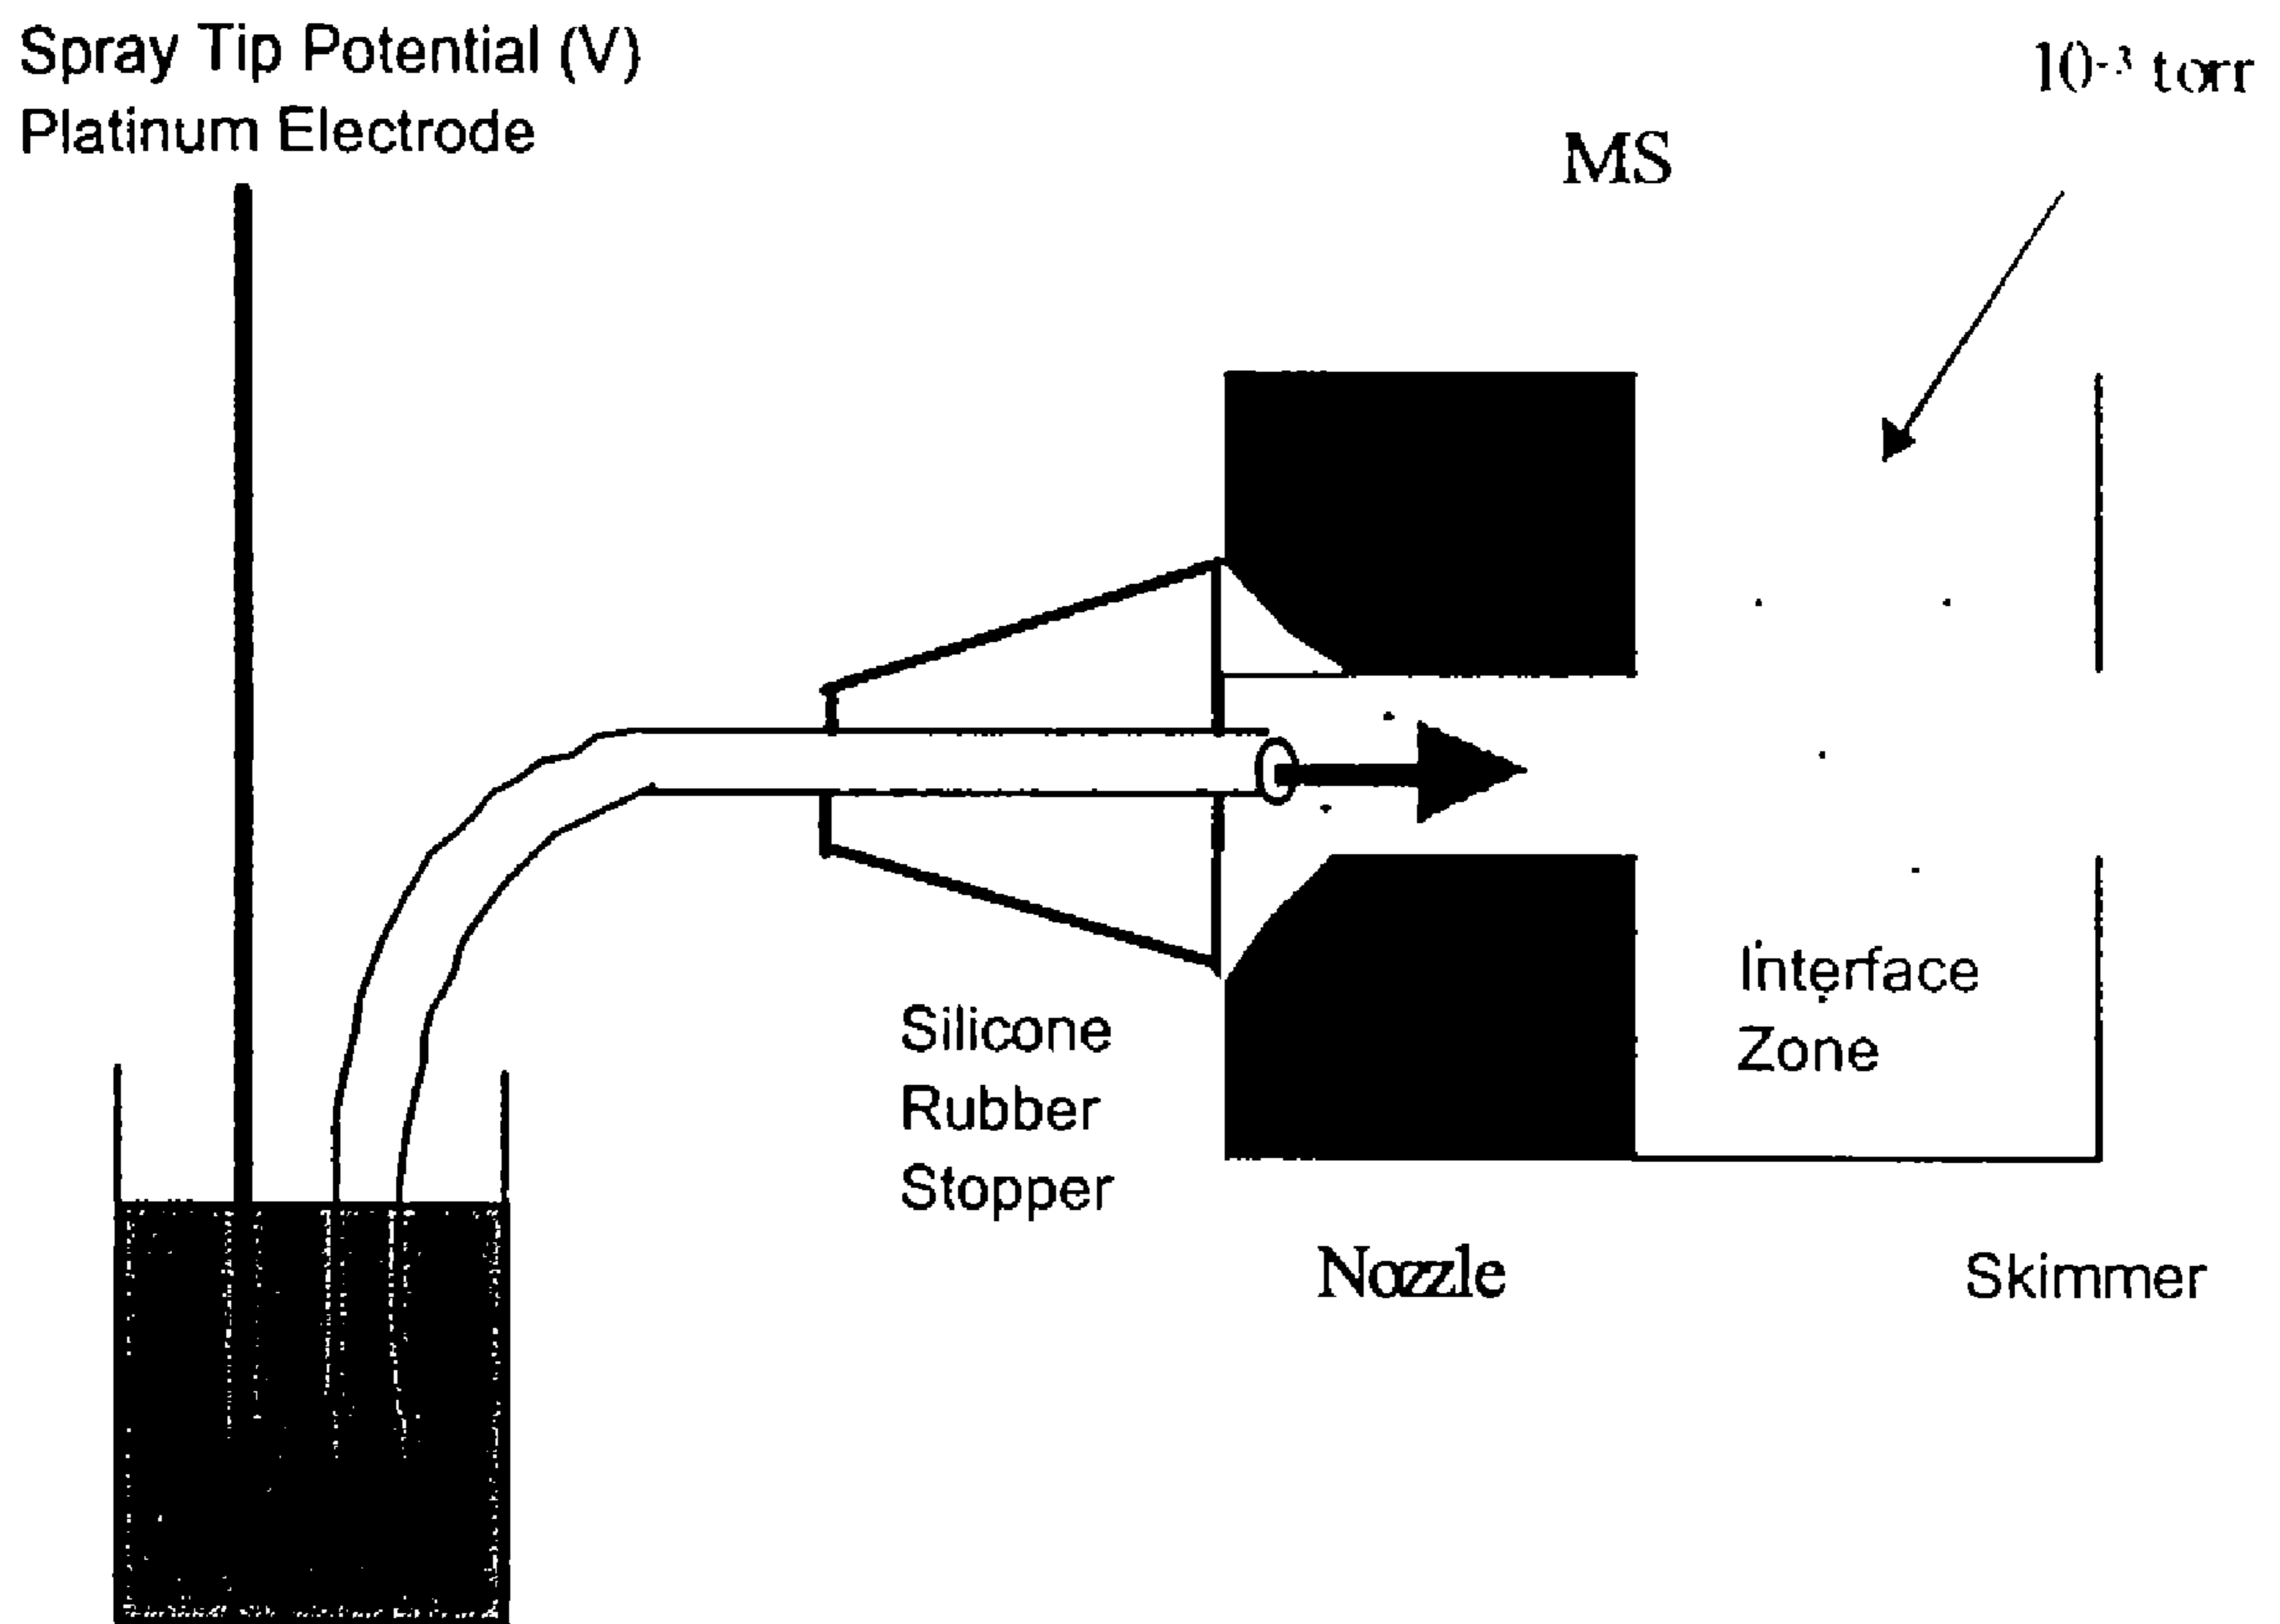 Spray Tip Potential (V)
Platinum Electrode
10-3 torr
MS
Interface
Zone
Silicone
Rubber
Stopper
Nozzle
Skimmer